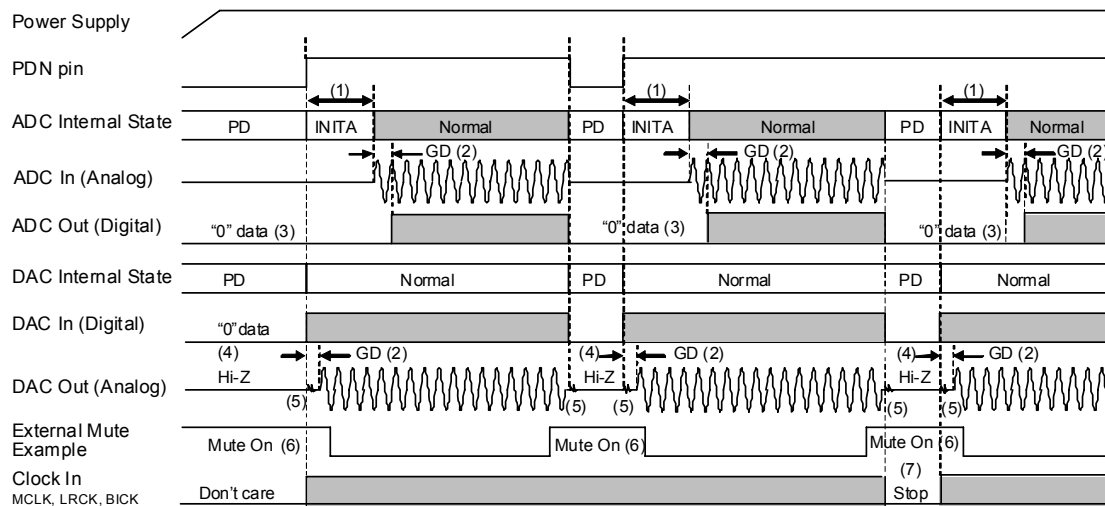 Power Supply
PDN pin
(1) (1) (1)
ADC Internal State PD INITA Normal PD INITA Normal PD INITA Normal
GD (2) GD (2) GD (2
ADC In (Analog)
ADC Out (Digital) “0” data (3) “0” data (3) “0” data (3)
DAC Internal State PD Normal PD Normal PD Normal
DAC In (Digital) “0”data
(4) GD (2) (4) GD (2) (4) GD (2)
DAC Out (Analog) Hi-Z Hi-Z Hi-Z
(5) (5) (5) (5) (5)
External Mute
Example Mute On (6) Mute On (6) Mute On (6)
Clock In (7)
MCLK, LRCK, BICK Don't care Stop